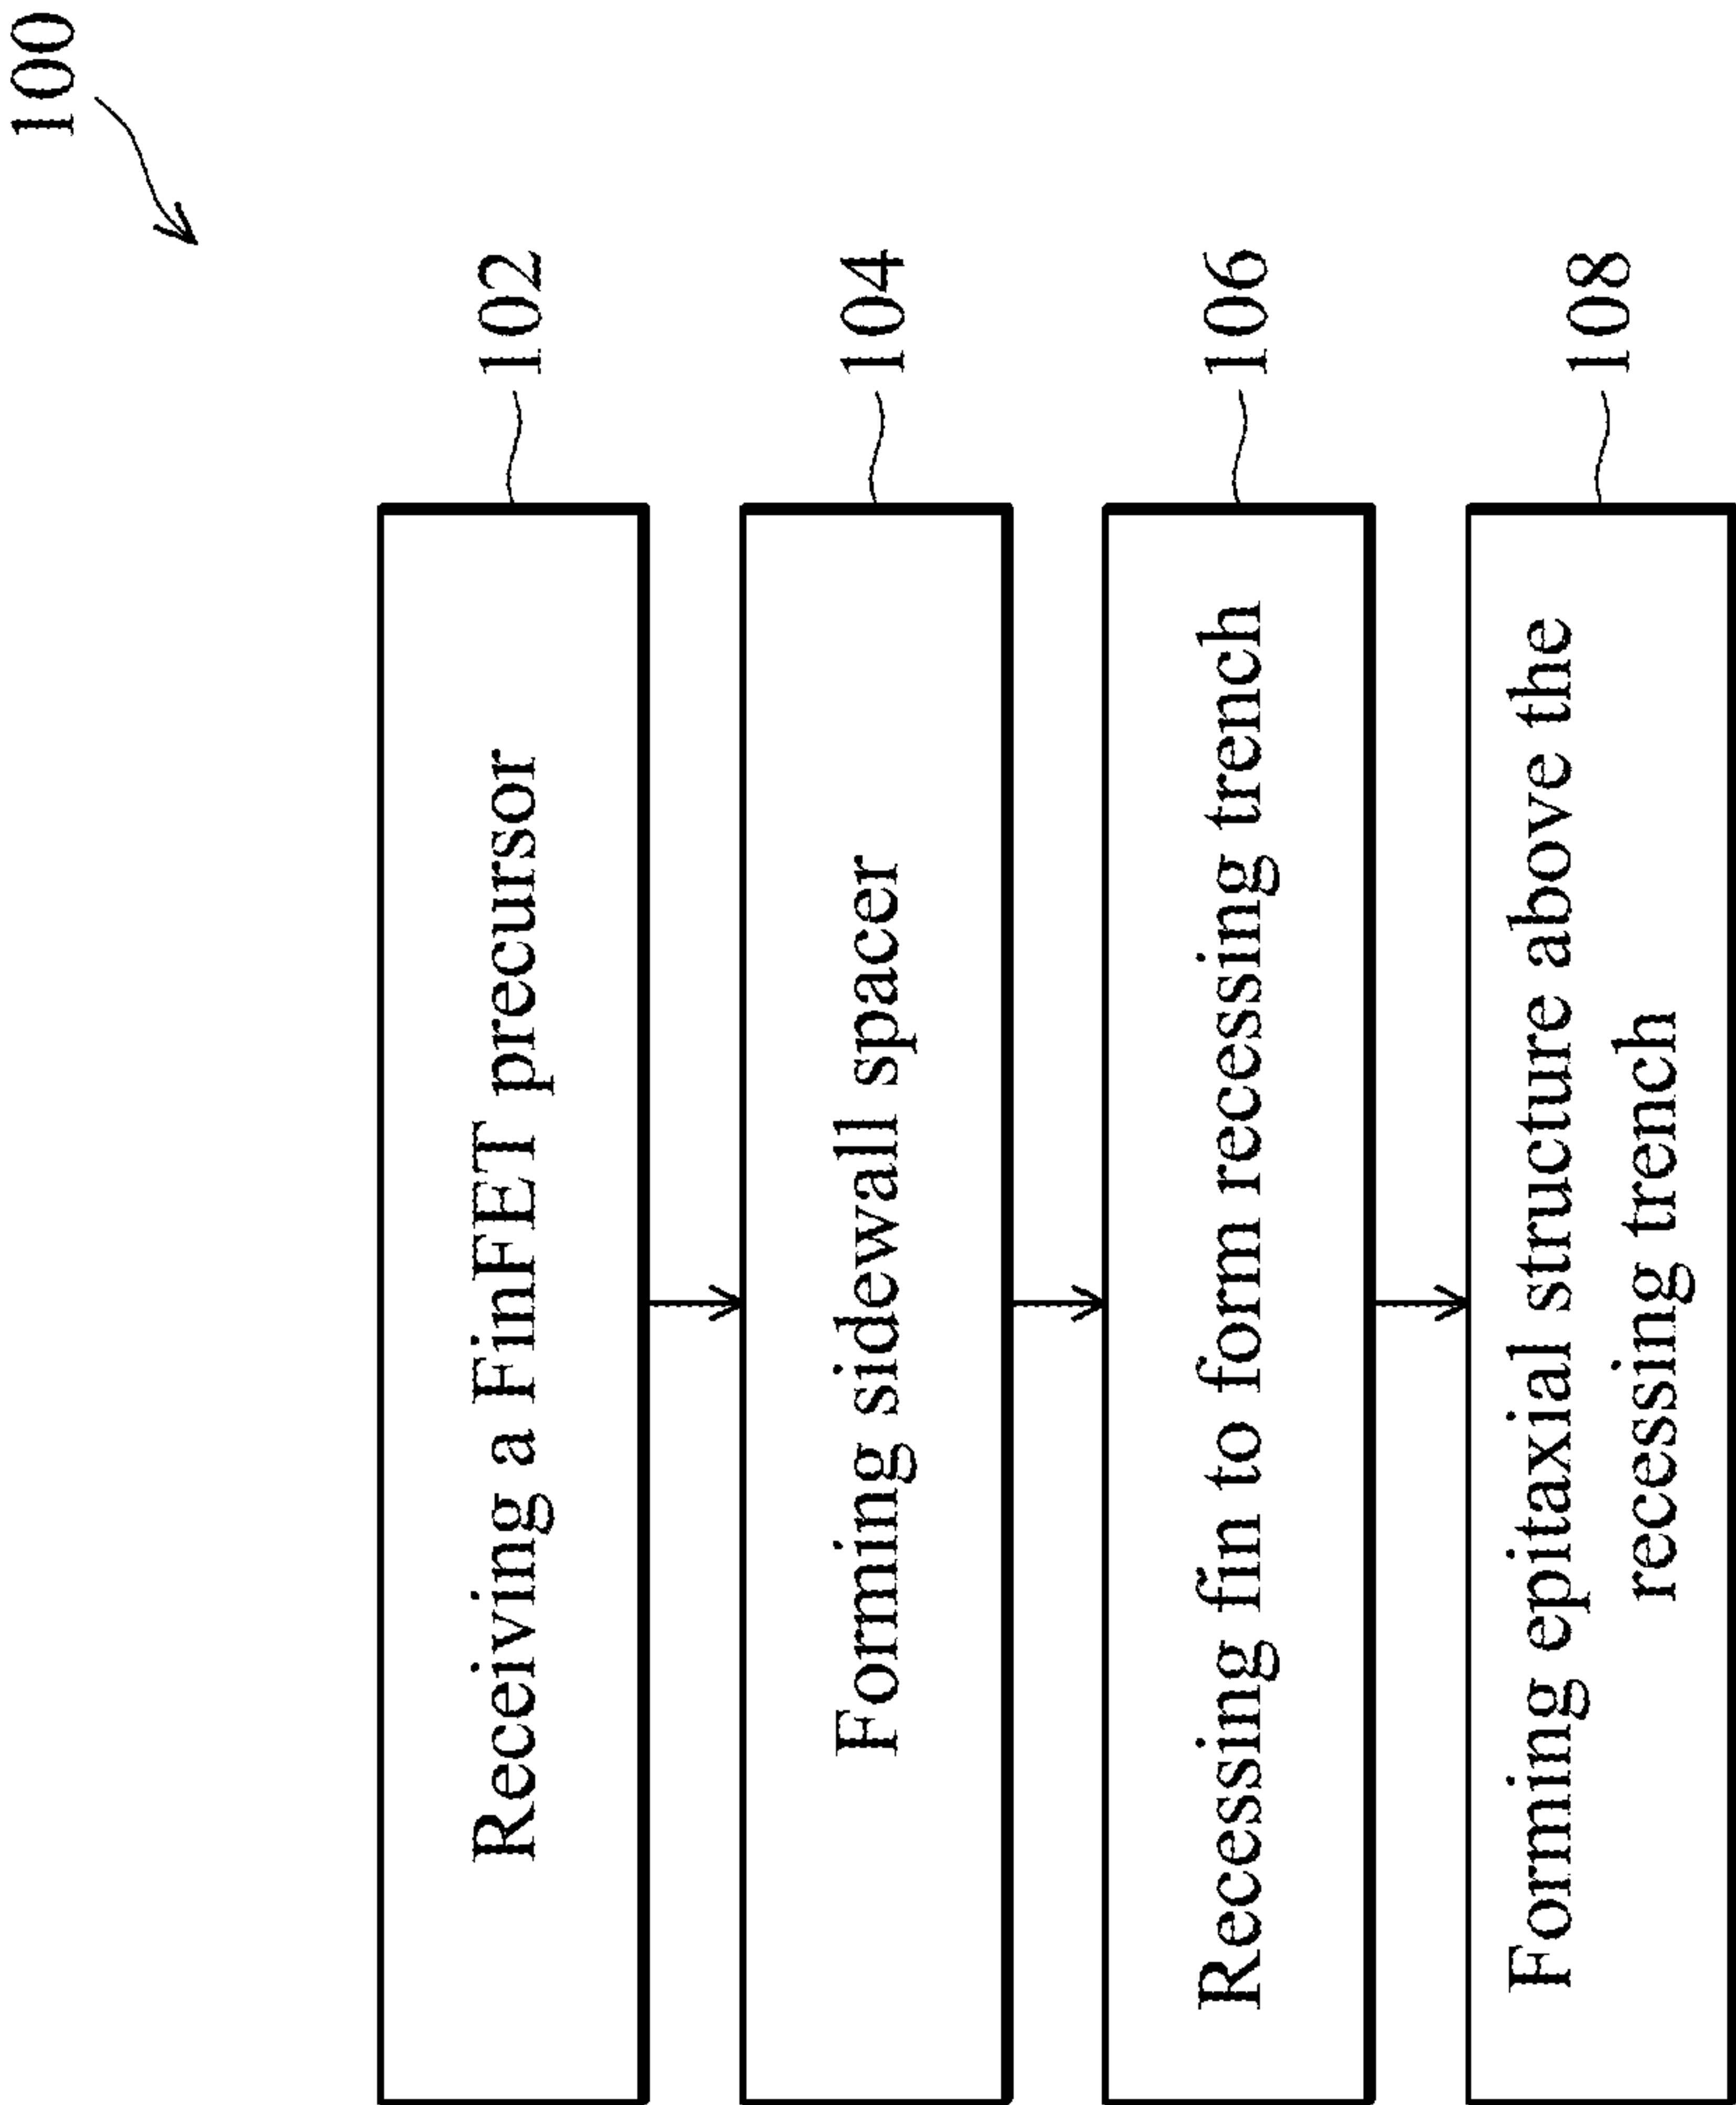 100
Receiving a FinFET precursor
102
Forming sidewall spacer
104
Recessing fin to form recessing trench
106
Forming epitaxial structure above the
recessing trench
108